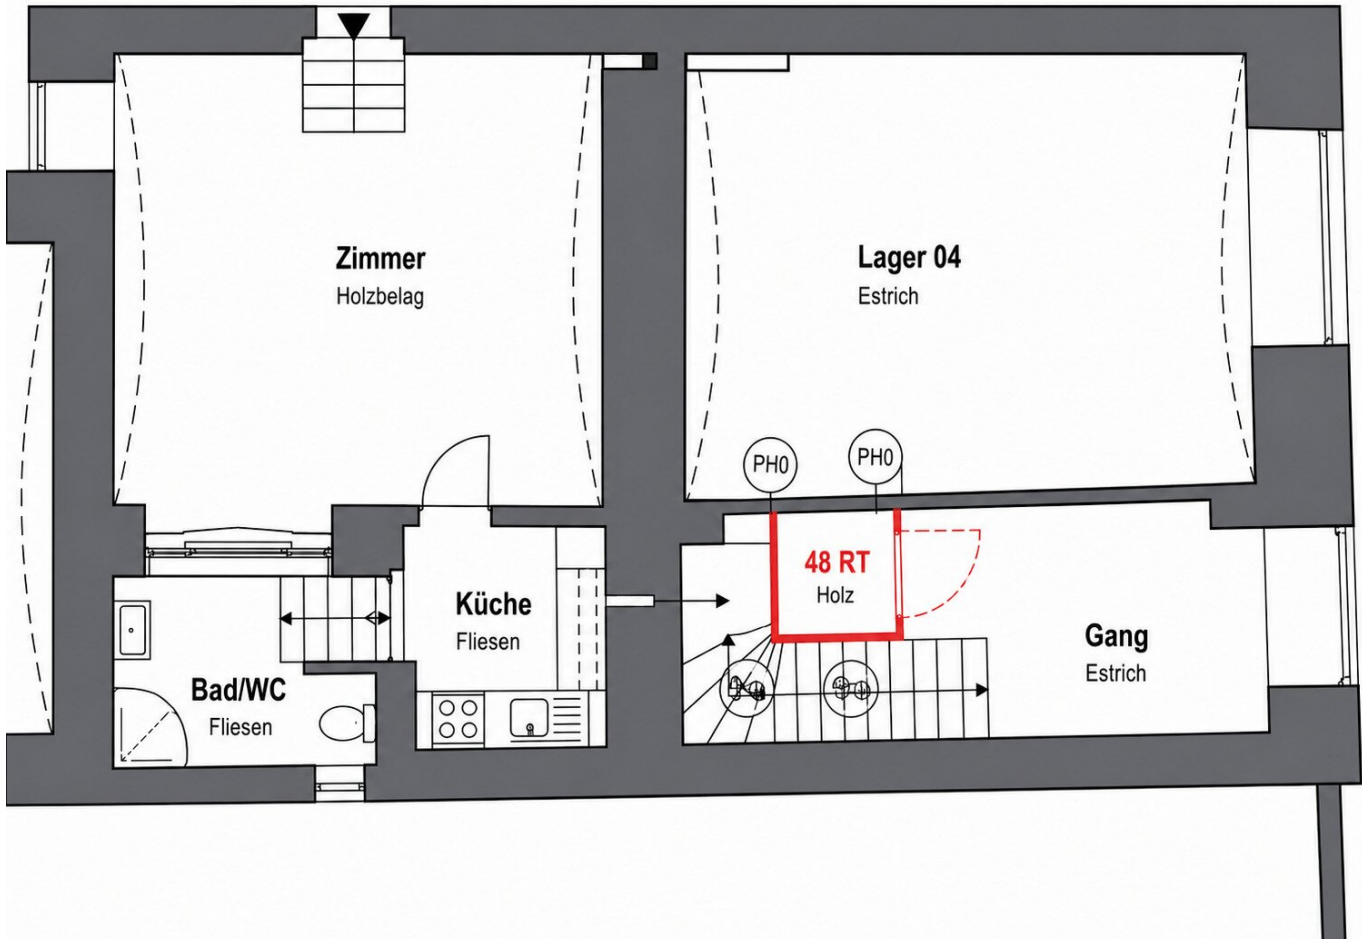 Zimmer
Holzbelag
Lager 04
Estrich
PH0
PH0
48 RT
Holz
Küche
Fliesen
Gang
Estrich
Bad/WC
Fliesen